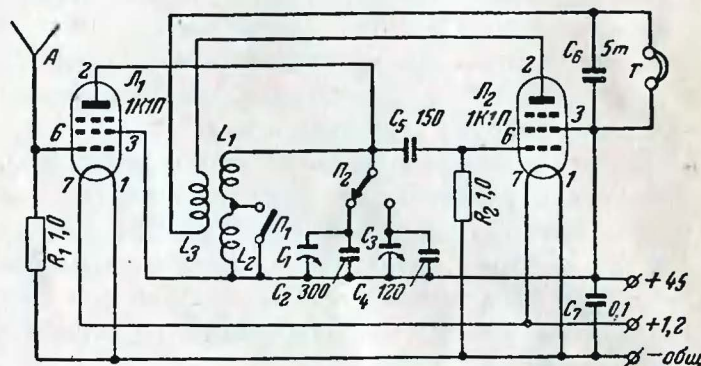 A
2
Л₁
1К1П
6
3
7
1
R₁ 1,0
L₃
L₁
L₂
П₁
П₂
C₁
C₂ 300
C₃
C₄ 120
C₅ 150
R₂ 1,0
2
Л₂
1К1П
6
3
7
1
C₆
5т
Т
C₇
0,1
+45
+1,2
−общ